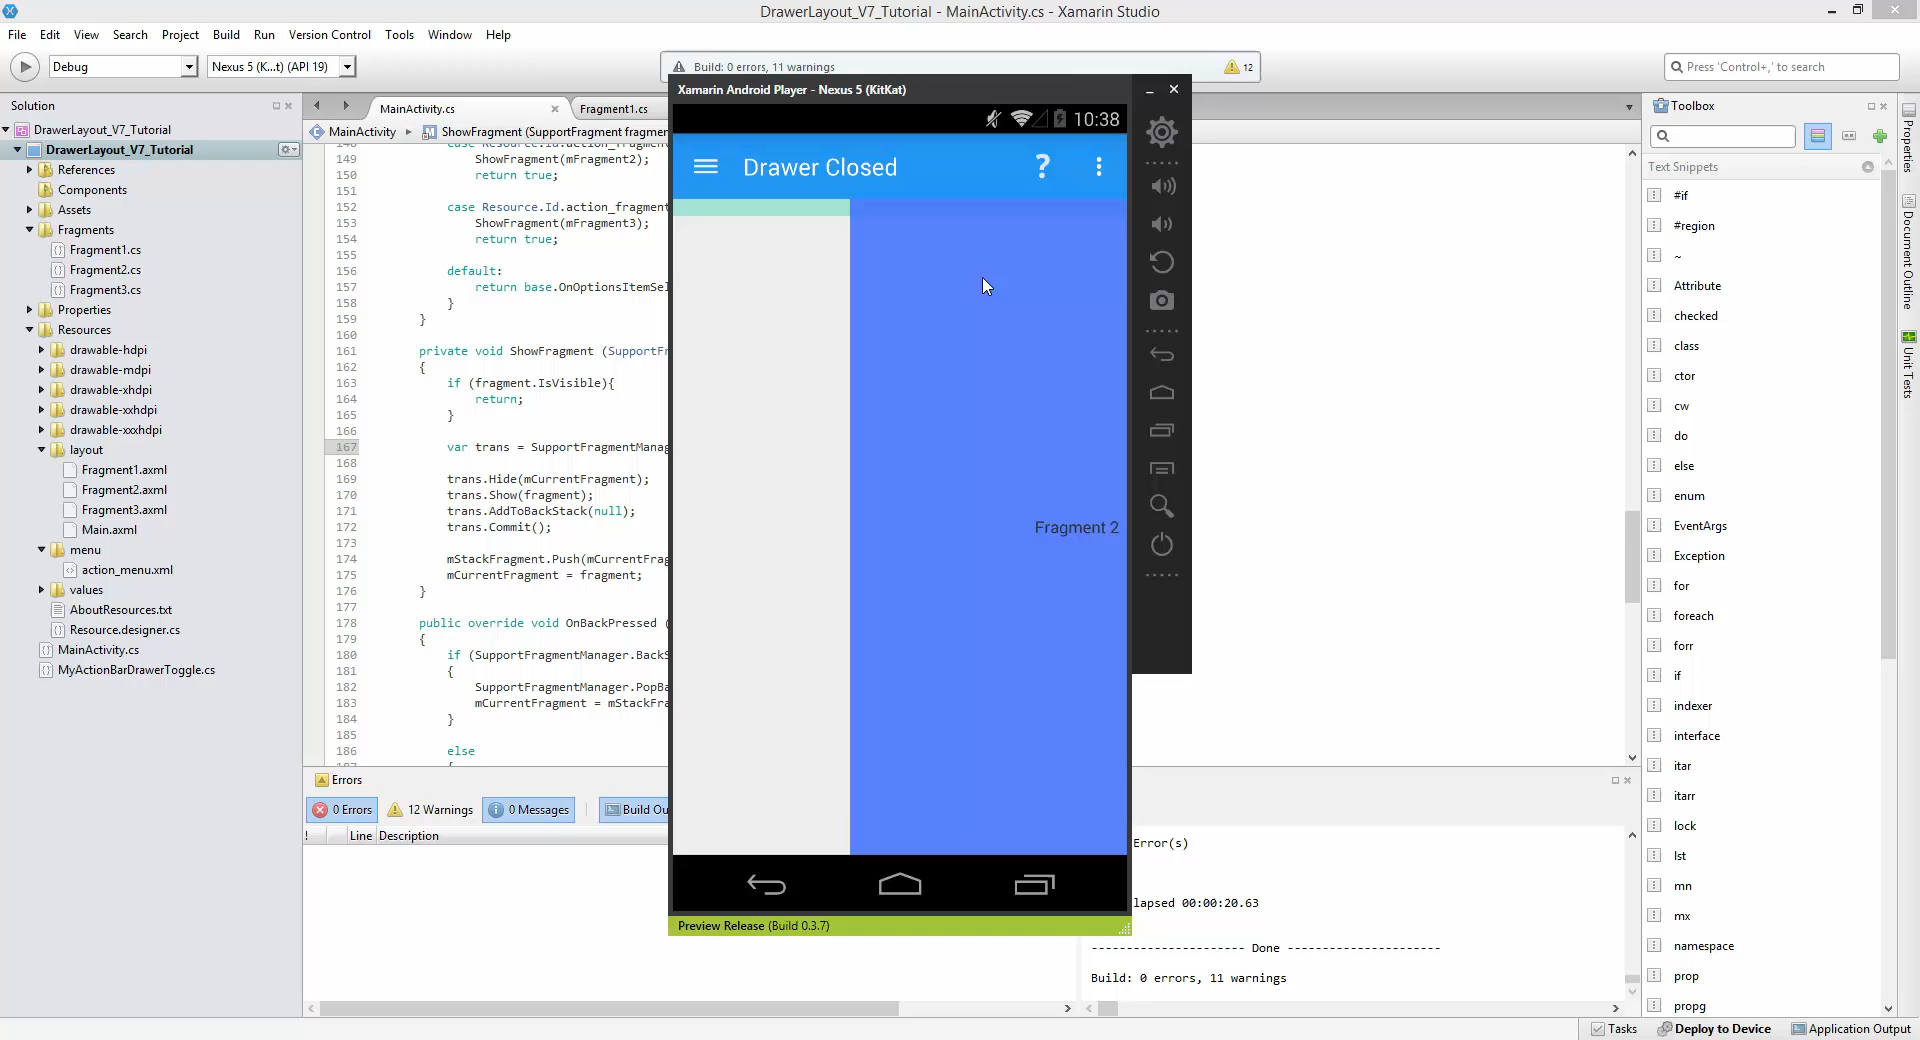 DrawerLayout_V7_Tutorial - MainActivity.cs - Xamarin Studio
File Edit View Search Project Build Run Version Control Tools Window Help
Debug
Nexus 5 (K...t) (API 19)
Build: 0 errors, 11 warnings
12
Press 'Control+,' to search
Solution
DrawerLayout_V7_Tutorial
DrawerLayout_V7_Tutorial
References
Components
Assets
Fragments
Fragment1.cs
Fragment2.cs
Fragment3.cs
Properties
Resources
drawable-hdpi
drawable-mdpi
drawable-xhdpi
drawable-xxhdpi
drawable-xxxhdpi
layout
Fragment1.axml
Fragment2.axml
Fragment3.axml
Main.axml
menu
action_menu.xml
values
AboutResources.txt
Resource.designer.cs
MainActivity.cs
MyActionBarDrawerToggle.cs
MainActivity.cs
Fragment1.cs
MainActivity
ShowFragment (SupportFragment fragmen
149 ShowFragment(mFragment2);
150 return true;
151
152 case Resource.Id.action_fragment
153 ShowFragment(mFragment3);
154 return true;
155
156 default:
157 return base.OnOptionsItemSel
158 }
159 }
160
161 private void ShowFragment (SupportFr
162 {
163 if (fragment.IsVisible){
164 return;
165 }
166
167 var trans = SupportFragmentManag
168
169 trans.Hide(mCurrentFragment);
170 trans.Show(fragment);
171 trans.AddToBackStack(null);
172 trans.Commit();
173
174 mStackFragment.Push(mCurrentFrag
175 mCurrentFragment = fragment;
176 }
177
178 public override void OnBackPressed (
179 {
180 if (SupportFragmentManager.BackS
181 {
182 SupportFragmentManager.PopBa
183 mCurrentFragment = mStackFra
184 }
185
186 else
Xamarin Android Player - Nexus 5 (KitKat)
10:38
Drawer Closed
?
Fragment 2
Preview Release (Build 0.3.7)
Errors
0 Errors
12 Warnings
0 Messages
Build Ou
! Line Description
Error(s)
lapsed 00:00:20.63
--------------------- Done ---------------------
Build: 0 errors, 11 warnings
Toolbox
Text Snippets
#if
#region
~
Attribute
checked
class
ctor
cw
do
else
enum
EventArgs
Exception
for
foreach
forr
if
indexer
interface
itar
itarr
lock
lst
mn
mx
namespace
prop
propg
Properties
Document Outline
Unit Tests
Tasks
Deploy to Device
Application Output